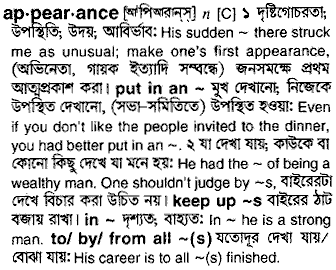 ap·pear·ance [অ্যাপিঅরান্‌স্] n [C] ১ দৃষ্টিগোচরতা;
উপস্থিতি; উদয়; আবির্ভাব: His sudden ~ there struck
me as unusual; make one's first appearance,
(অভিনেতা, গায়ক ইত্যাদি সম্বন্ধে) জনসমক্ষে প্রথম
আত্মপ্রকাশ করা। put in an ~ মুখ দেখানো; নিজেকে
উপস্থিত দেখানো, (সভা-সমিতিতে) উপস্থিত হওয়া: Even
if you don't like the people invited to the dinner,
you had better put in an ~. ২ যা দেখা যায়; কাউকে বা
কোনো কিছু দেখে যা মনে হয়: He had the ~ of being a
wealthy man. One shouldn't judge by ~s, বাইরেরটা
দেখে বিচার করা উচিত নয়। keep up ~s বাইরের ঠাট
বজায় রাখা। in ~ দৃশ্যত; বাহ্যত: In ~ he is a strong
man. to/ by/ from all ~(s) যতোদূর দেখা যায়/
বোঝা যায়: His career is to all ~(s) finished.